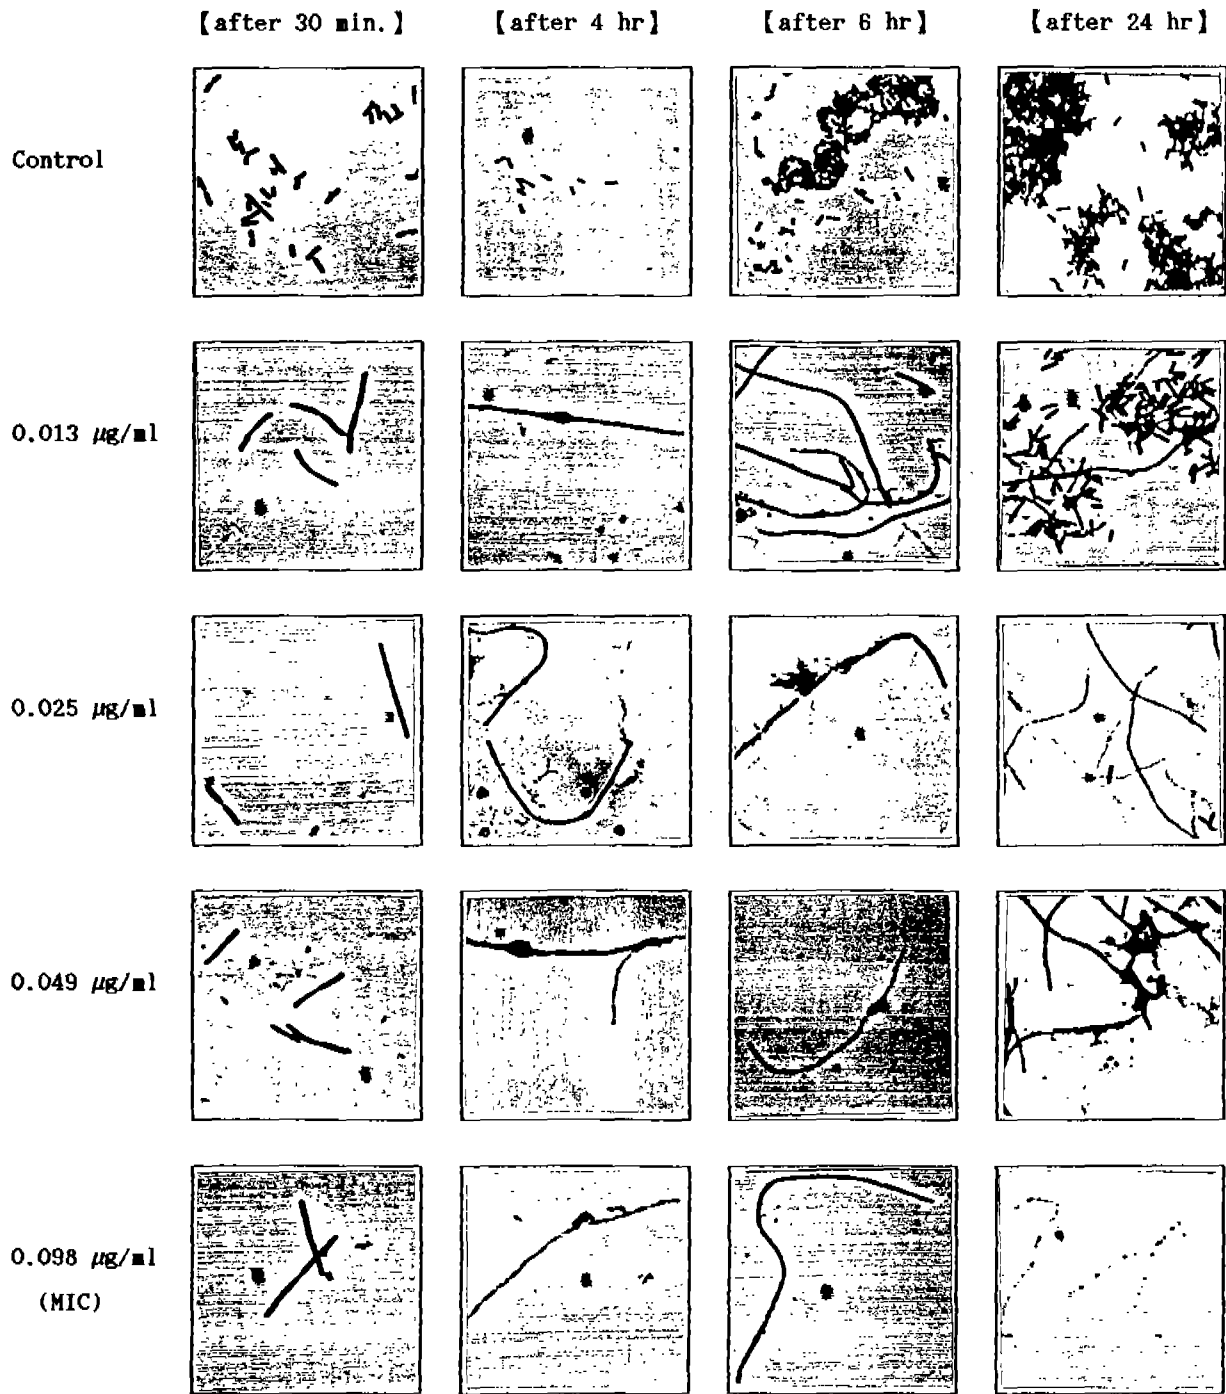 【after 30 min.】 【after 4 hr】 【after 6 hr】 【after 24 hr】
Control
0.013 μg/ml
0.025 μg/ml
0.049 μg/ml
0.098 μg/ml
(MIC)